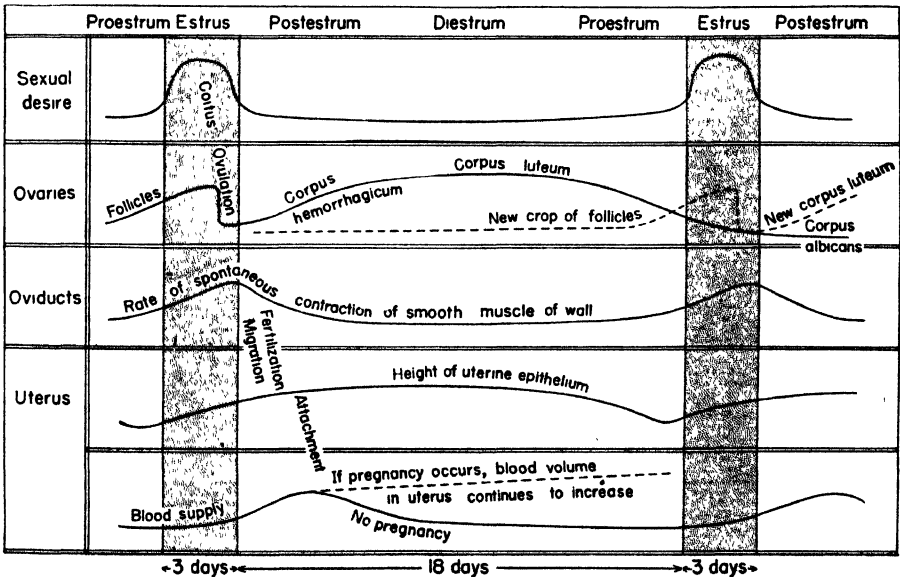 Proestrum Estrus Postestrum Diestrum Proestrum Estrus Postestrum
Sexual
desire
Coitus
Ovulation
Ovaries
Follicles
Corpus
hemorrhagicum
Corpus luteum
New crop of follicles
New corpus luteum
Corpus
albicans
Oviducts
Rate of spontaneous contraction of smooth muscle of wall
Fertilization
Migration
Attachment
Uterus
Height of uterine epithelium
If pregnancy occurs, blood volume
in uterus continues to increase
Blood supply
No pregnancy
3 days 18 days 3 days